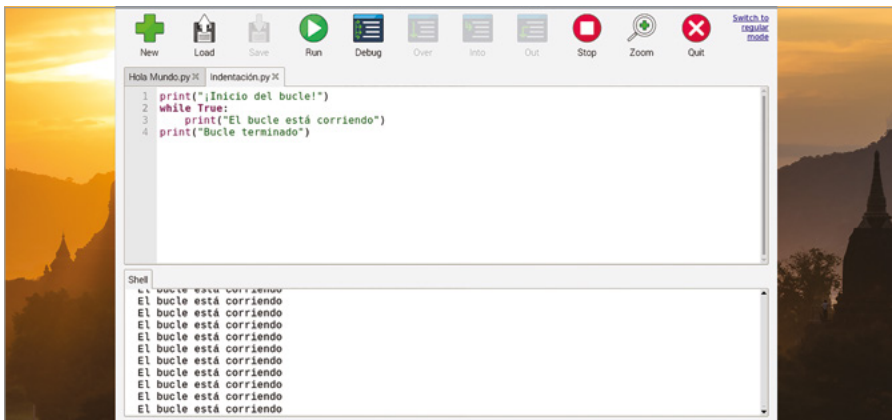 New Load Save Run Debug Over Into Out Stop Zoom Quit
Switch to
regular
mode
Hola Mundo.py Indentación.py
1 print("¡Inicio del bucle!")
2 while True:
3 print("El bucle está corriendo")
4 print("Bucle terminado")
Shell
El bucle está corriendo
El bucle está corriendo
El bucle está corriendo
El bucle está corriendo
El bucle está corriendo
El bucle está corriendo
El bucle está corriendo
El bucle está corriendo
El bucle está corriendo
El bucle está corriendo
El bucle está corriendo